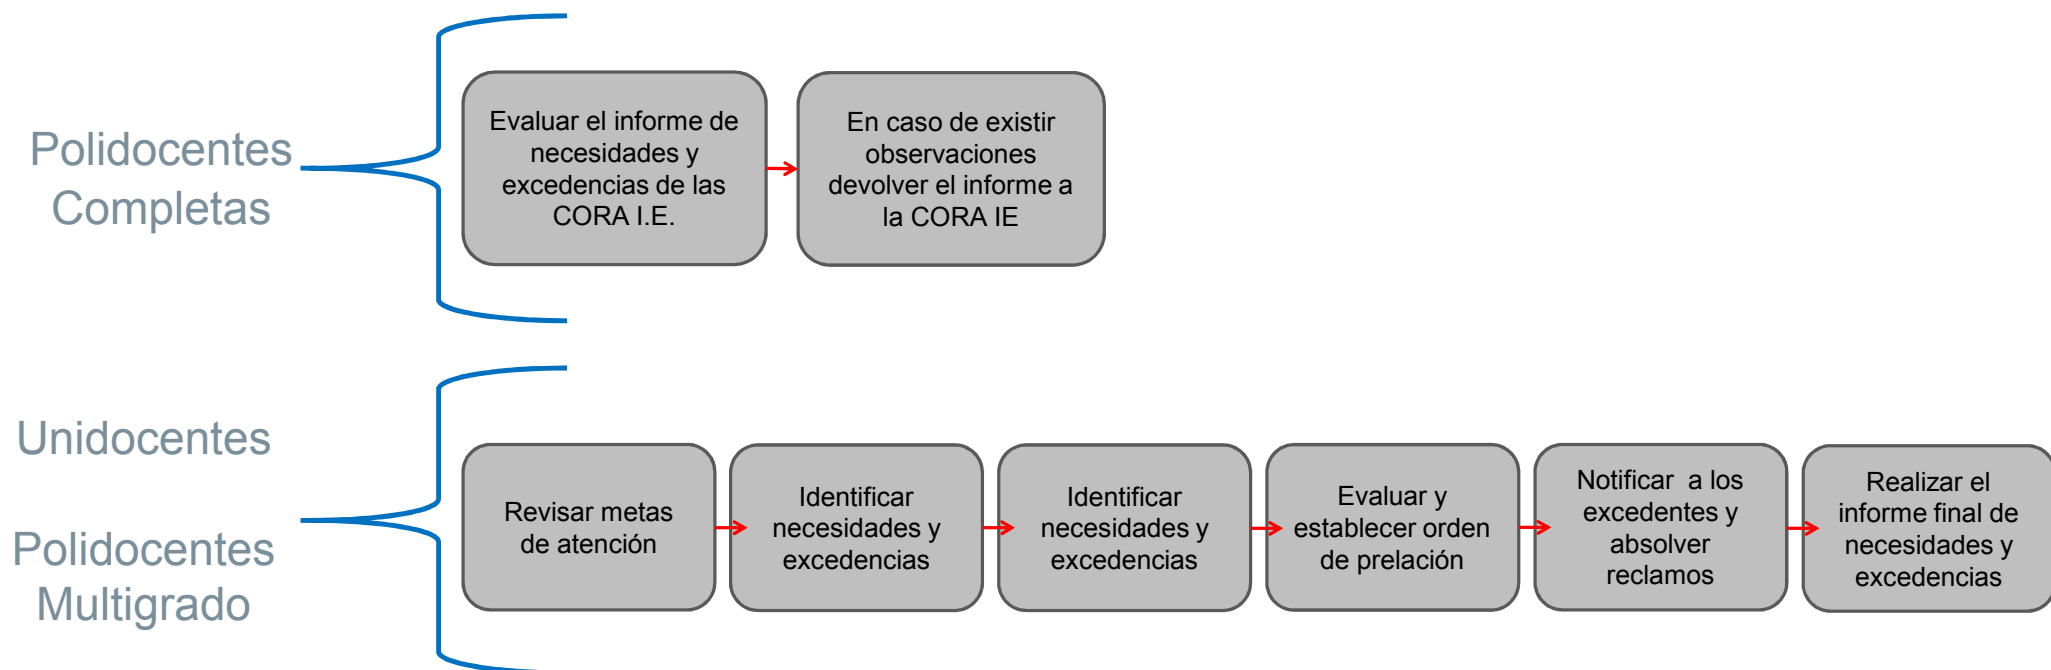 Polidocentes
Completas
Evaluar el informe de
necesidades y
excedencias de las
CORA I.E.
En caso de existir
observaciones
devolver el informe a
la CORA IE
Unidocentes
Polidocentes
Multigrado
Revisar metas
de atención
Identificar
necesidades y
excedencias
Identificar
necesidades y
excedencias
Evaluar y
establecer orden
de prelación
Notificar a los
excedentes y
absolver
reclamos
Realizar el
informe final de
necesidades y
excedencias